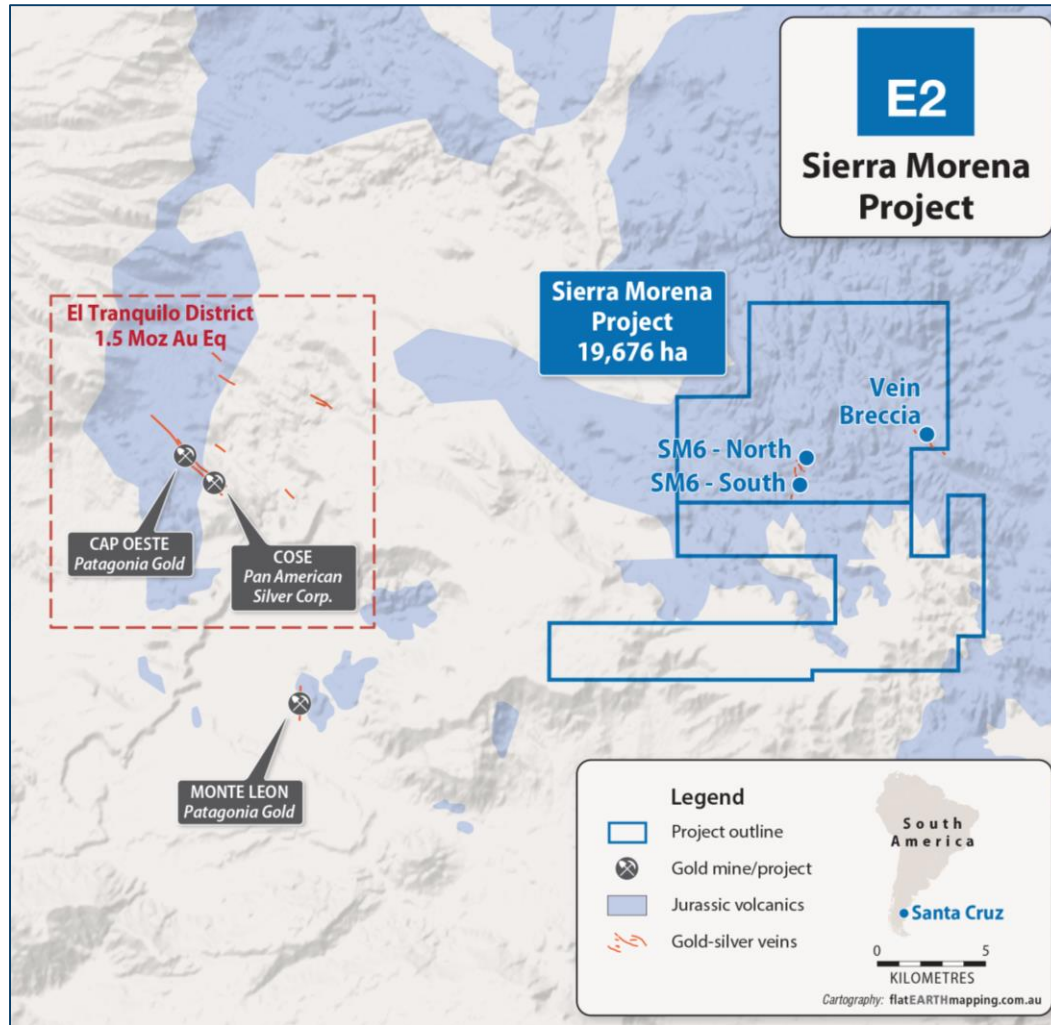 E2
Sierra Morena
Project
El Tranquilo District
1.5 Moz Au Eq
Sierra Morena
Project
19,676 ha
Vein
Breccia
SM6 - North
SM6 - South
CAP OESTE
Patagonia Gold
COSE
Pan American
Silver Corp.
MONTE LEON
Patagonia Gold
Legend
Project outline
Gold mine/project
Jurassic volcanics
Gold-silver veins
South
America
Santa Cruz
0 5
KILOMETRES
Cartography: flatEARTHmapping.com.au